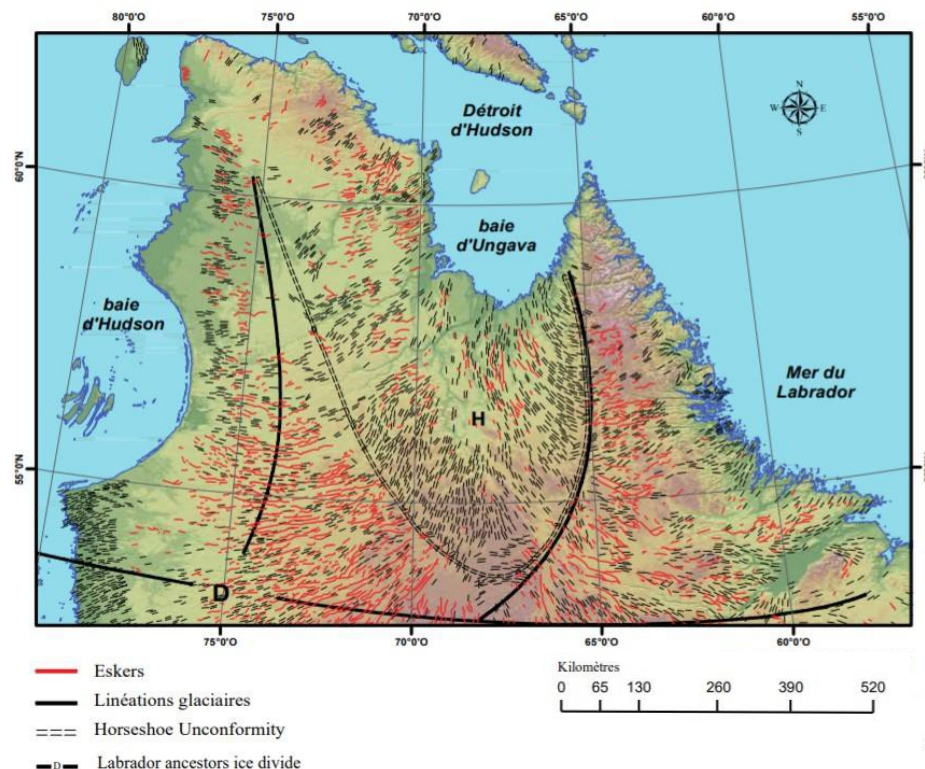 80°0'O 75°0'O 70°0'O 65°0'O 60°0'O 55°0'O
N
W E
S
Détroit
d'Hudson
60°0'N
baie
d'Ungava
baie
d'Hudson
Mer du
Labrador
H
55°0'N
D
75°0'O 70°0'O 65°0'O 60°0'O
Eskers
Linéations glaciaires
Horseshoe Unconformity
D Labrador ancestors ice divide
Kilomètres
0 65 130 260 390 520